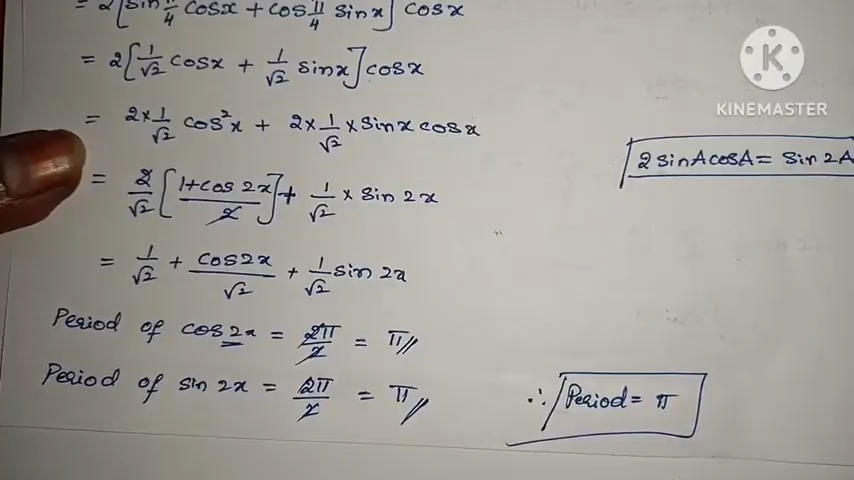 = 2[sin π/4 cosx + cos π/4 sinx] cosx
= 2[1/√2 cosx + 1/√2 sinx] cosx
= 2×1/√2 cos²x + 2×1/√2×sinx cosx
2 sinAcosA = sin 2A
= 2/√2 [1+cos 2x/2] + 1/√2 × sin 2x
= 1/√2 + cos2x/√2 + 1/√2 sin 2x
Period of cos 2x = 2π/2 = π//
Period of sin 2x = 2π/2 = π//
∴ Period = π
K
KINEMASTER